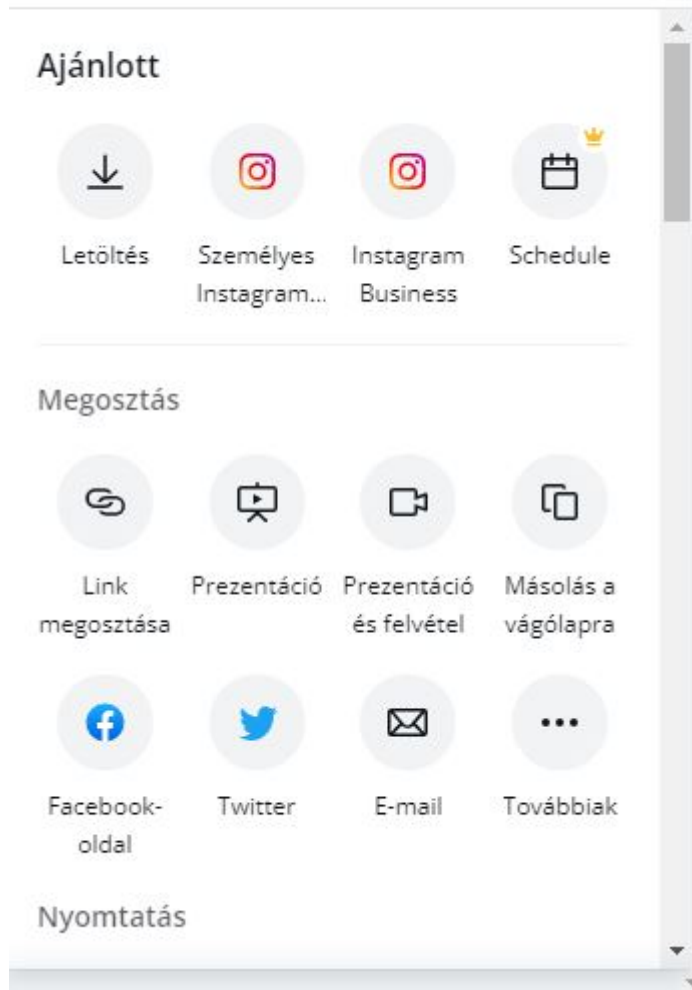 Ajánlott
Letöltés
Személyes
Instagram...
Instagram
Business
Schedule
Megosztás
Link
megosztása
Prezentáció
Prezentáció
és felvétel
Másolás a
vágólapra
Facebook-
oldal
Twitter
E-mail
Továbbiak
Nyomtatás